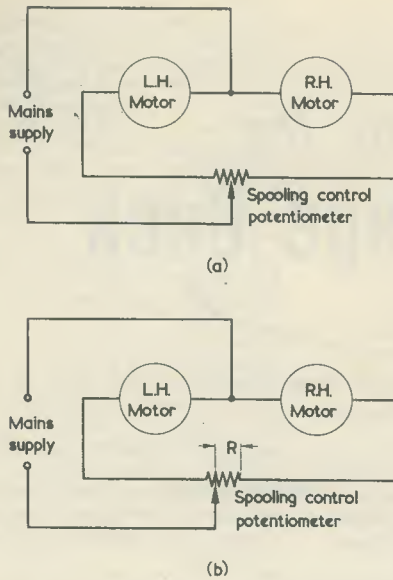 L.H.
Motor
R.H.
Motor
Mains
supply
Spooling control
potentiometer
(a)
L.H.
Motor
R.H.
Motor
Mains
supply
R
Spooling control
potentiometer
(b)